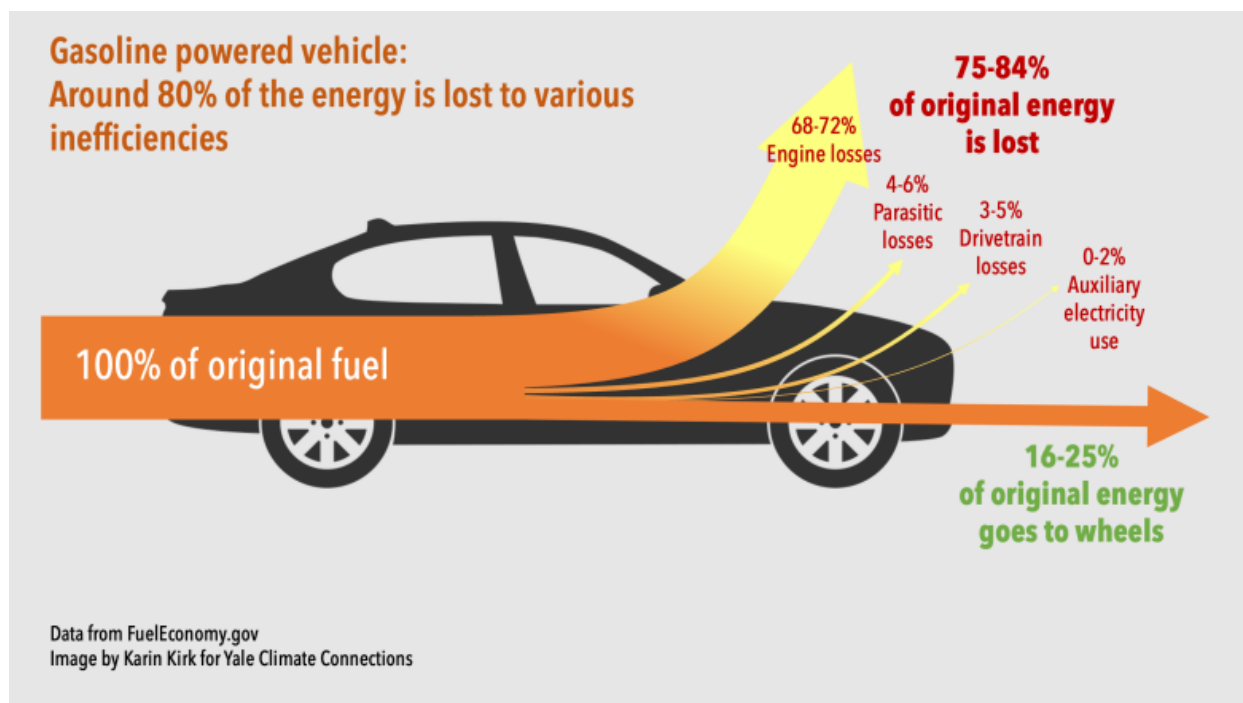 Gasoline powered vehicle:
Around 80% of the energy is lost to various
inefficiencies
75-84%
of original energy
is lost
68-72%
Engine losses
4-6%
Parasitic
losses
3-5%
Drivetrain
losses
0-2%
Auxiliary
electricity
use
100% of original fuel
16-25%
of original energy
goes to wheels
Data from FuelEconomy.gov
Image by Karin Kirk for Yale Climate Connections